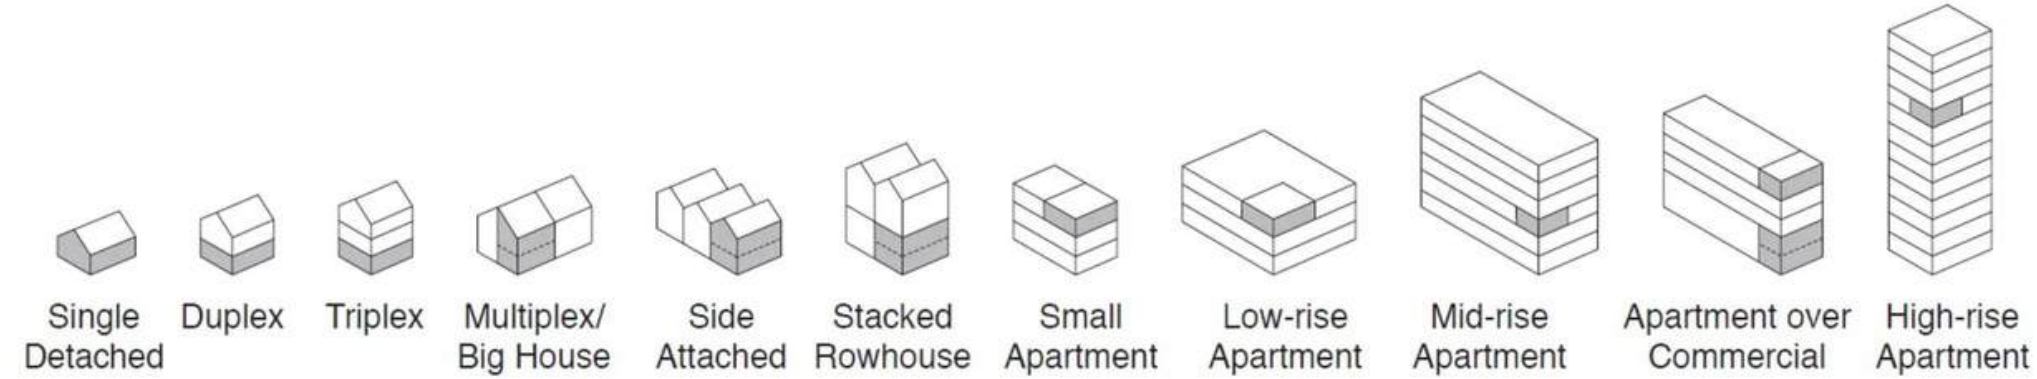 Single
Detached
Duplex
Triplex
Multiplex/
Big House
Side
Attached
Stacked
Rowhouse
Small
Apartment
Low-rise
Apartment
Mid-rise
Apartment
Apartment over
Commercial
High-rise
Apartment